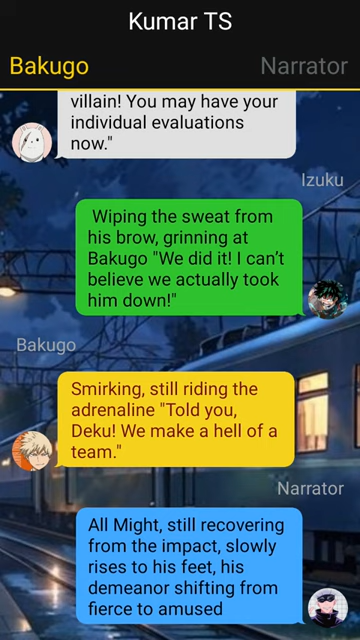 Kumar TS
Bakugo
Narrator
villain! You may have your
individual evaluations
now."
Izuku
Wiping the sweat from
his brow, grinning at
Bakugo "We did it! I can't
believe we actually took
him down!"
Bakugo
Smirking, still riding the
adrenaline "Told you,
Deku! We make a hell of a
team."
Narrator
All Might, still recovering
from the impact, slowly
rises to his feet, his
demeanor shifting from
fierce to amused